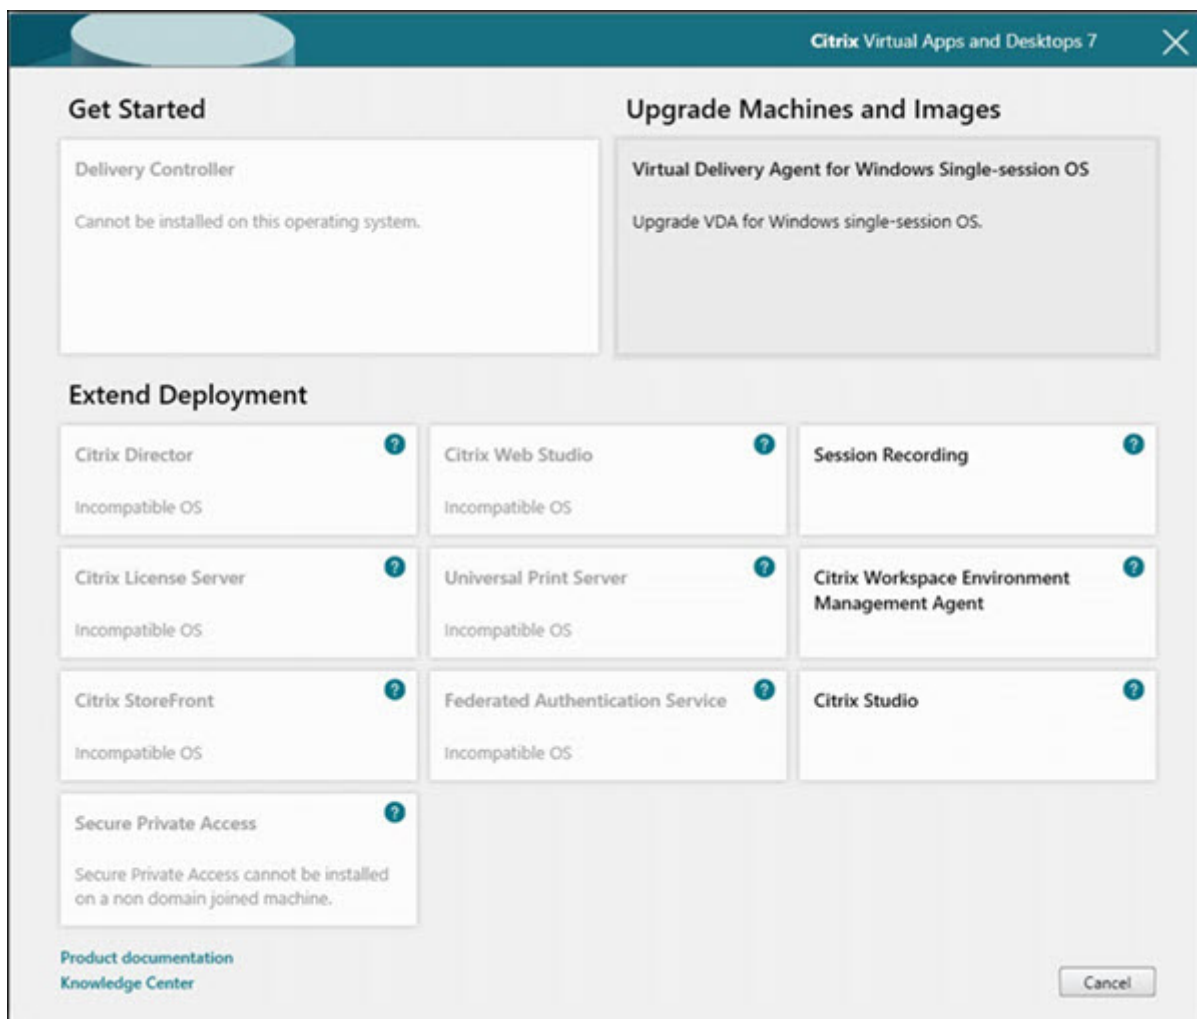 Citrix Virtual Apps and Desktops 7
Get Started
Delivery Controller
Cannot be installed on this operating system.
Upgrade Machines and Images
Virtual Delivery Agent for Windows Single-session OS
Upgrade VDA for Windows single-session OS.
Extend Deployment
Citrix Director
?
Incompatible OS
Citrix Web Studio
?
Incompatible OS
Session Recording
?
Citrix License Server
?
Incompatible OS
Universal Print Server
?
Incompatible OS
Citrix Workspace Environment
Management Agent
?
Citrix StoreFront
?
Incompatible OS
Federated Authentication Service
?
Incompatible OS
Citrix Studio
?
Secure Private Access
?
Secure Private Access cannot be installed
on a non domain joined machine.
Product documentation
Knowledge Center
Cancel